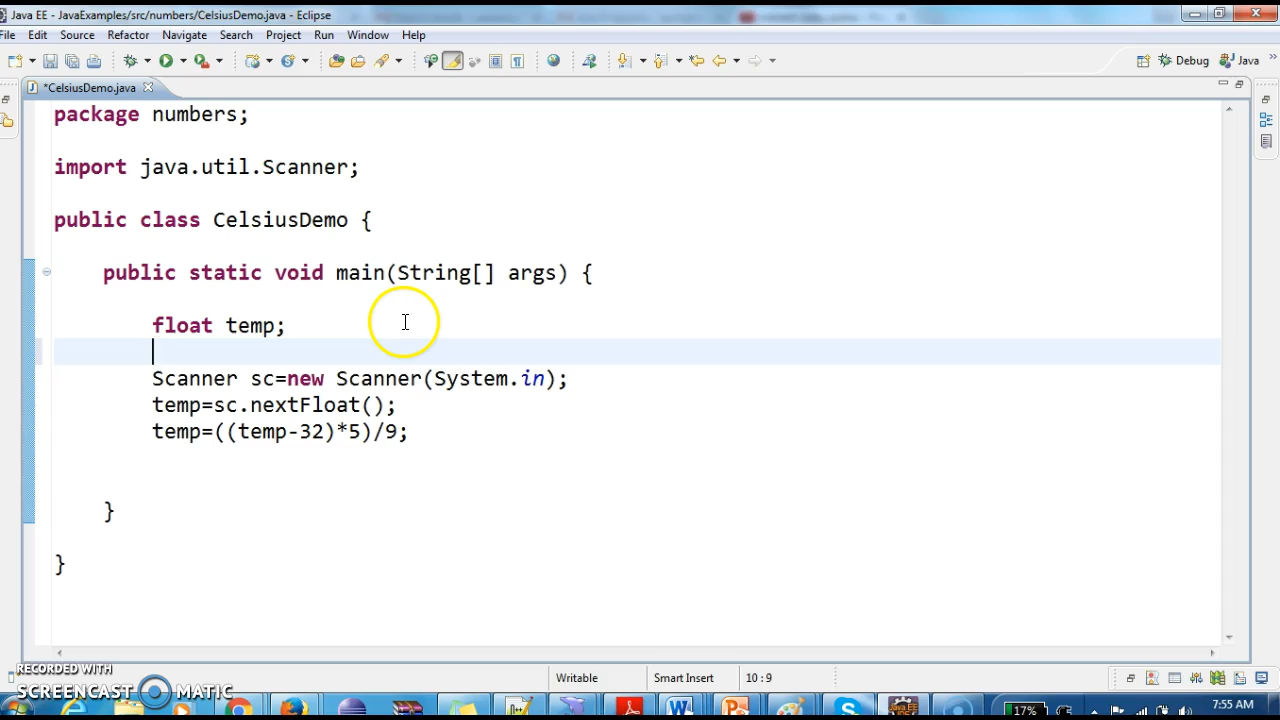 Java EE - JavaExamples/src/numbers/CelsiusDemo.java - Eclipse
File Edit Source Refactor Navigate Search Project Run Window Help
Debug Java »
*CelsiusDemo.java
package numbers;
import java.util.Scanner;
public class CelsiusDemo {
public static void main(String[] args) {
float temp;
Scanner sc=new Scanner(System.in);
temp=sc.nextFloat();
temp=((temp-32)*5)/9;
}
}
Writable Smart Insert 10 : 9
RECORDED WITH
SCREENCAST MATIC
17% 7:55 AM